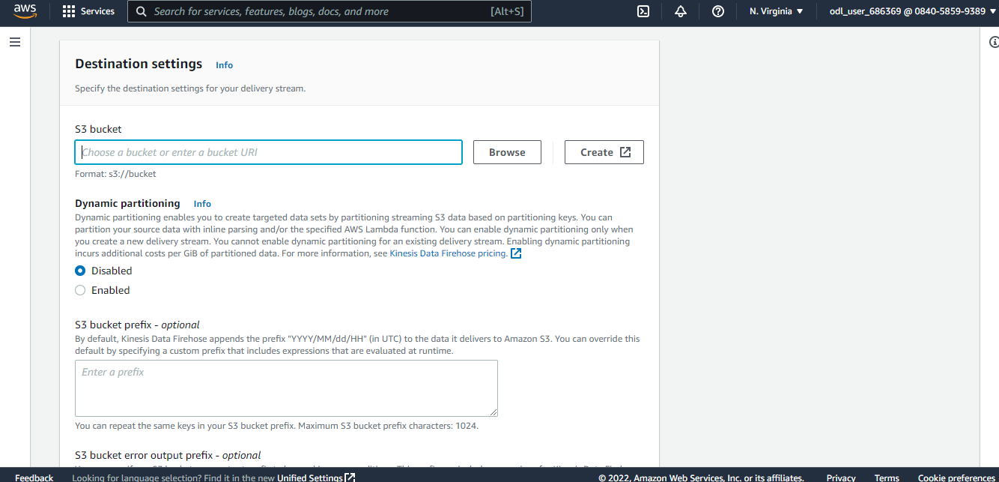 aws
Services
Search for services, features, blogs, docs, and more
[Alt+S]
N. Virginia
odl_user_686369 @ 0840-5859-9389
Destination settings Info
Specify the destination settings for your delivery stream.
S3 bucket
Choose a bucket or enter a bucket URI
Browse
Create
Format: s3://bucket
Dynamic partitioning Info
Dynamic partitioning enables you to create targeted data sets by partitioning streaming S3 data based on partitioning keys. You can
partition your source data with inline parsing and/or the specified AWS Lambda function. You can enable dynamic partitioning only when
you create a new delivery stream. You cannot enable dynamic partitioning for an existing delivery stream. Enabling dynamic partitioning
incurs additional costs per GiB of partitioned data. For more information, see Kinesis Data Firehose pricing.
Disabled
Enabled
S3 bucket prefix - optional
By default, Kinesis Data Firehose appends the prefix "YYYY/MM/dd/HH" (in UTC) to the data it delivers to Amazon S3. You can override this
default by specifying a custom prefix that includes expressions that are evaluated at runtime.
Enter a prefix
You can repeat the same keys in your S3 bucket prefix. Maximum S3 bucket prefix characters: 1024.
S3 bucket error output prefix - optional
Feedback
Looking for language selection? Find it in the new Unified Settings
© 2022, Amazon Web Services, Inc. or its affiliates.
Privacy
Terms
Cookie preferences